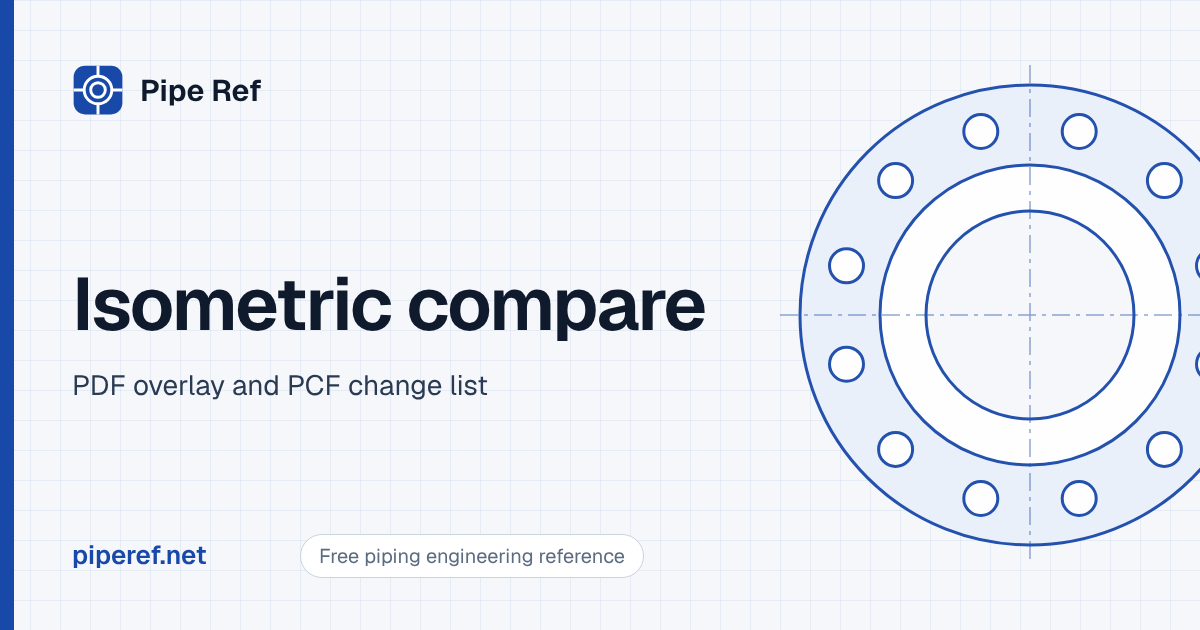 Pipe Ref
Isometric compare
PDF overlay and PCF change list
piperef.net
Free piping engineering reference